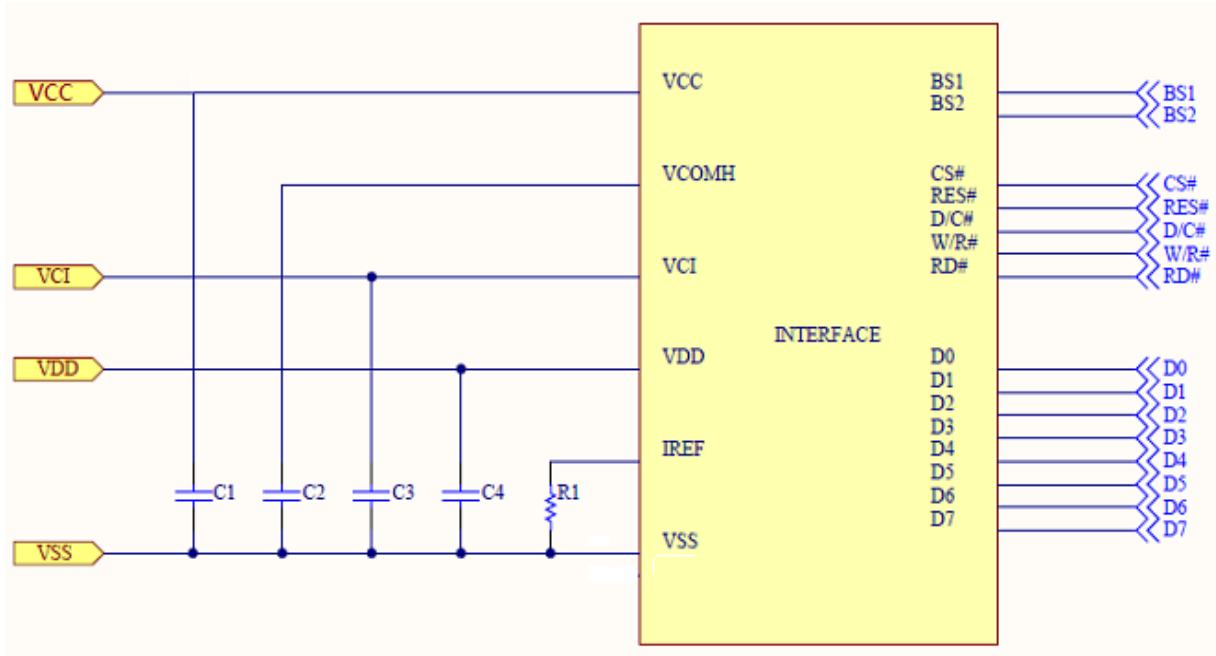 VCC
VCI
VDD
VSS
C1
C2
C3
C4
R1
VCC
VCOMH
VCI
VDD
IREF
VSS
INTERFACE
BS1
BS2
CS#
RES#
D/C#
W/R#
RD#
D0
D1
D2
D3
D4
D5
D6
D7
BS1
BS2
CS#
RES#
D/C#
W/R#
RD#
D0
D1
D2
D3
D4
D5
D6
D7